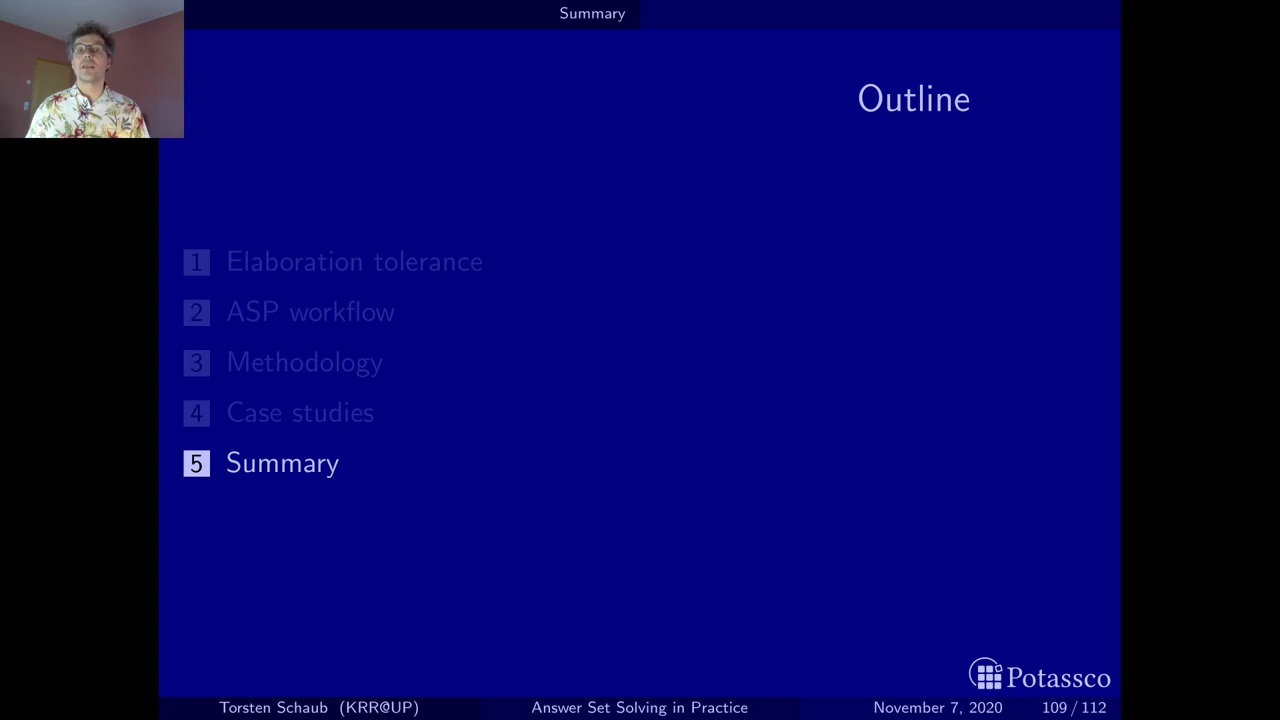 Summary
Outline
1 Elaboration tolerance
2 ASP workflow
3 Methodology
4 Case studies
5 Summary
Potassco
Torsten Schaub (KRR@UP) Answer Set Solving in Practice November 7, 2020 109 / 112